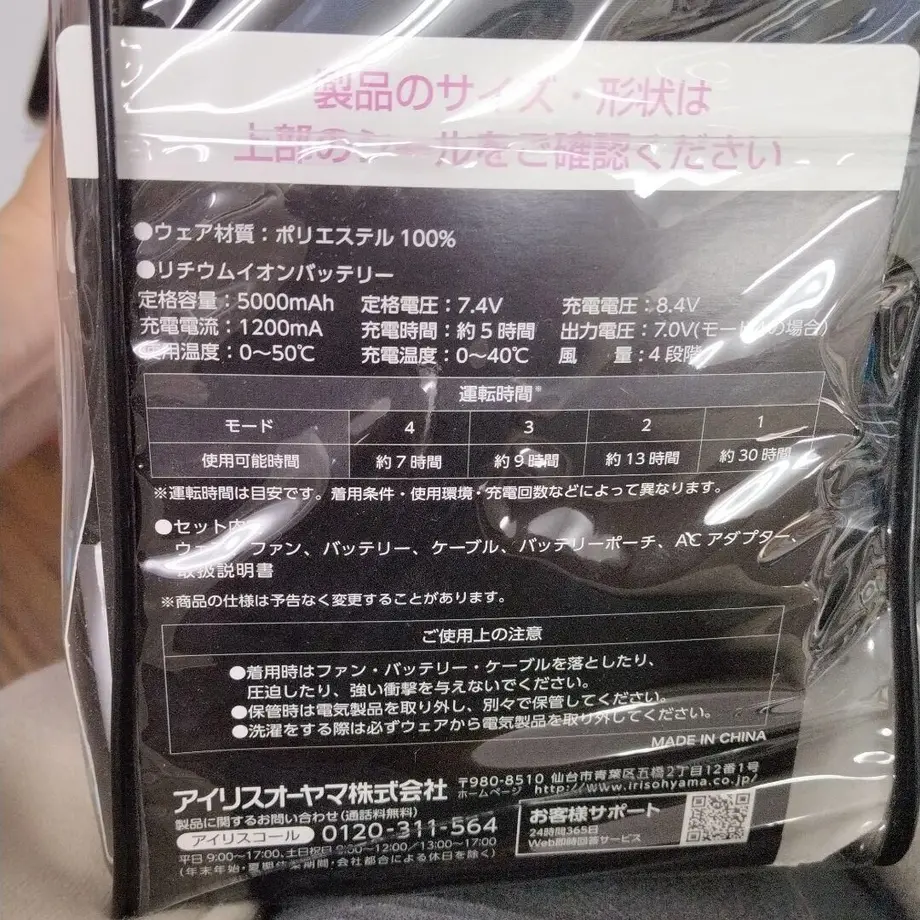 製品のサイズ・形状は
上部のシールをご確認ください
●ウェア材質：ポリエステル100%
●リチウムイオンバッテリー
定格容量：5000mAh 定格電圧：7.4V 充電電圧：8.4V
充電電流：1200mA 充電時間：約5時間 出力電圧：7.0V(モード4の場合)
使用温度：0〜50℃ 充電温度：0〜40℃ 風 量：4段階
運転時間※
モード 4 3 2 1
使用可能時間 約7時間 約9時間 約13時間 約30時間
※運転時間は目安です。着用条件・使用環境・充電回数などによって異なります。
●セット内
ファン、バッテリー、ケーブル、バッテリーポーチ、ACアダプター、
取扱説明書
※商品の仕様は予告なく変更することがあります。
ご使用上の注意
●着用時はファン・バッテリー・ケーブルを落としたり、
圧迫したり、強い衝撃を与えないでください。
●保管時は電気製品を取り外し、別々で保管してください。
●洗濯をする際は必ずウェアから電気製品を取り外してください。
MADE IN CHINA
アイリスオーヤマ株式会社 〒980-8510 仙台市青葉区五橋2丁目12番1号
ホームページ http://www.irisohyama.co.jp/
製品に関するお問い合わせ(通話料無料)
アイリスコール 0120-311-564
平日 9:00〜17:00、土日祝日 9:00〜12:00／13:00〜17:00
(年末年始・夏期休業期間・会社都合による休日を除く)
お客様サポート
24時間365日
Web即時回答サービス